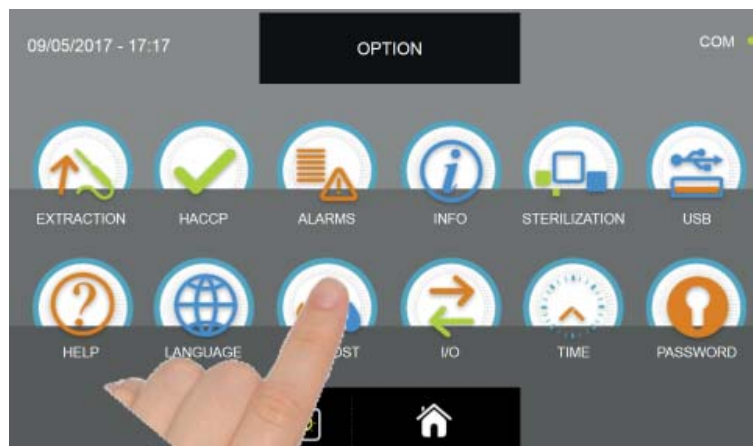 09/05/2017 - 17:17
OPTION
COM
EXTRACTION
HACCP
ALARMS
INFO
STERILIZATION
USB
HELP
LANGUAGE
I/O
TIME
PASSWORD